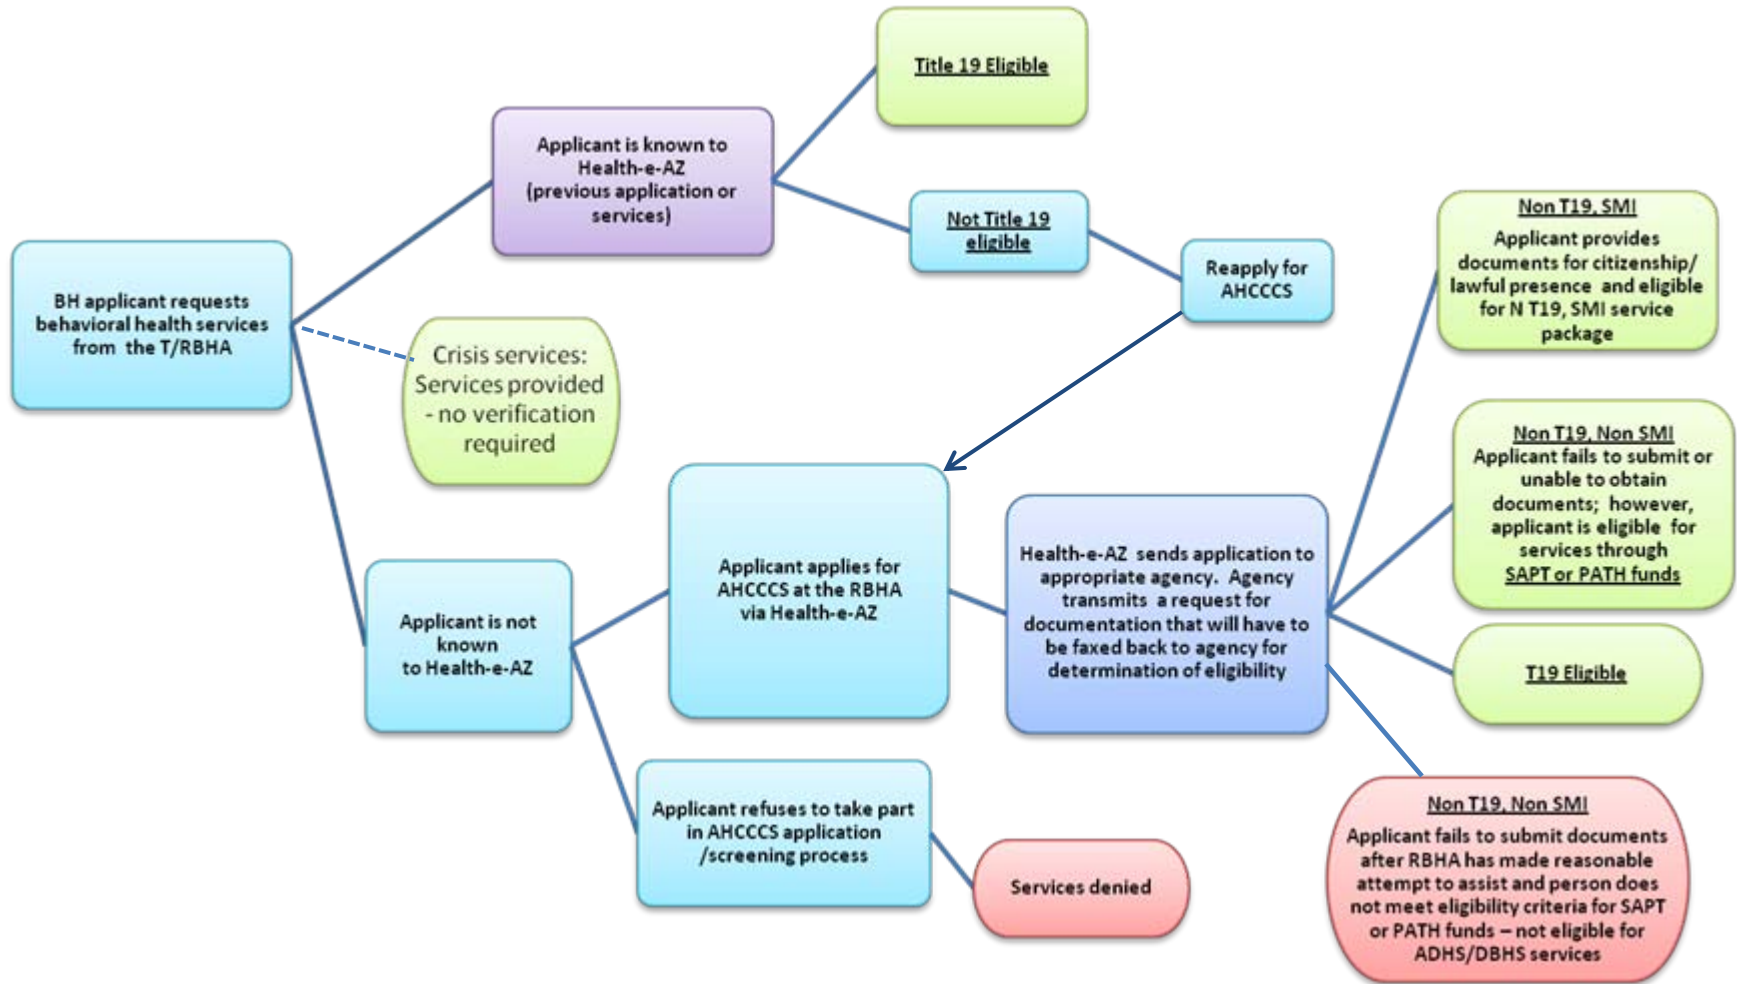 Title 19 Eligible
Applicant is known to
Health-e-AZ
(previous application or
services)
Not Title 19
eligible
Reapply for
AHCCCS
BH applicant requests
behavioral health services
from the T/RBHA
Crisis services:
Services provided
- no verification
required
Applicant is not
known
to Health-e-AZ
Applicant applies for
AHCCCS at the RBHA
via Health-e-AZ
Applicant refuses to take part
in AHCCCS application
/screening process
Services denied
Health-e-AZ sends application to
appropriate agency. Agency
transmits a request for
documentation that will have to
be faxed back to agency for
determination of eligibility
Non T19, SMI
Applicant provides
documents for citizenship/
lawful presence and eligible
for N T19, SMI service
package
Non T19, Non SMI
Applicant fails to submit or
unable to obtain
documents; however,
applicant is eligible for
services through
SAPT or PATH funds
T19 Eligible
Non T19, Non SMI
Applicant fails to submit documents
after RBHA has made reasonable
attempt to assist and person does
not meet eligibility criteria for SAPT
or PATH funds – not eligible for
ADHS/DBHS services